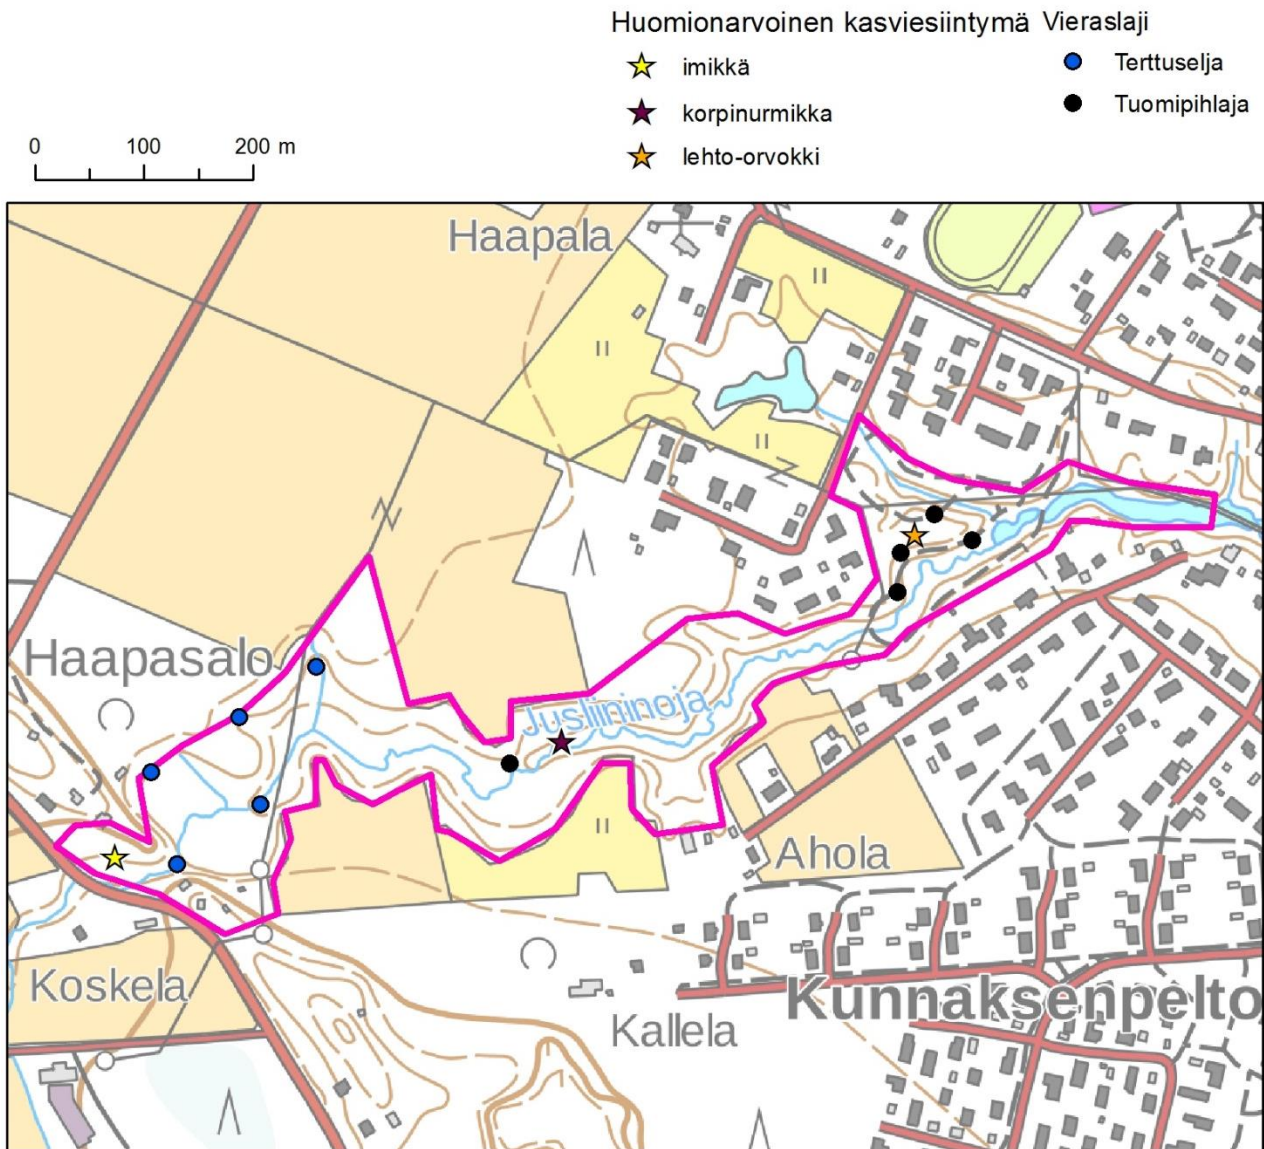 Huomionarvoinen kasviesiintymä Vieraslaji
imikkä Terttuselja
korpinurmikka Tuomipihlaja
lehto-orvokki
0 100 200 m
Haapala
Haapasalo
Jusliininoja
Ahola
Koskela
Kunnaksenpelto
Kallela